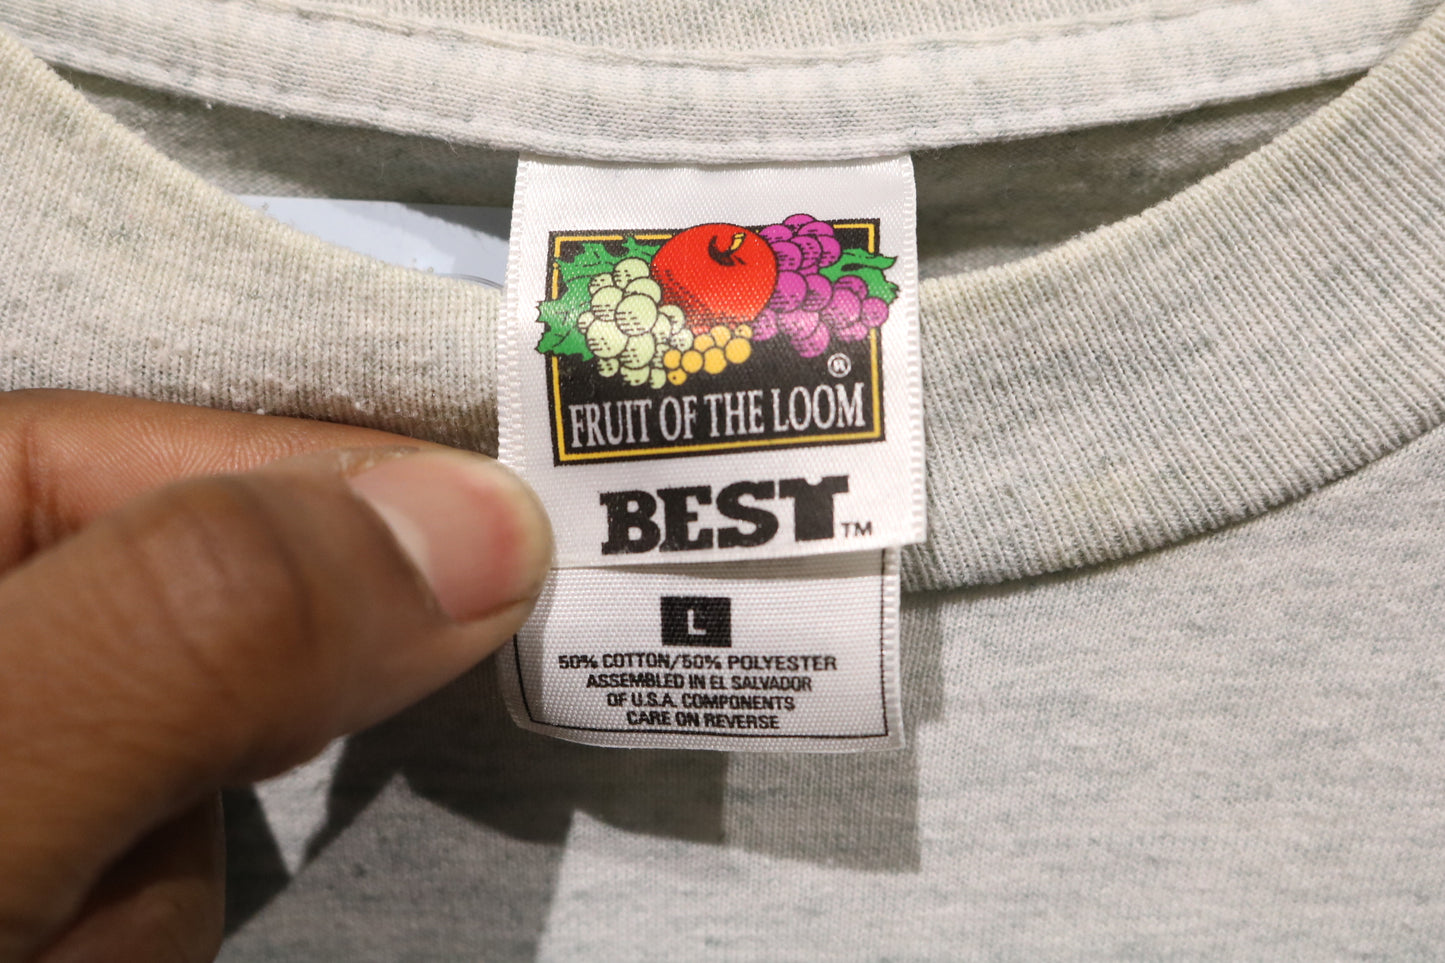 ®
FRUIT OF THE LOOM
BEST™
L
50% COTTON/50% POLYESTER
ASSEMBLED IN EL SALVADOR
OF U.S.A. COMPONENTS
CARE ON REVERSE